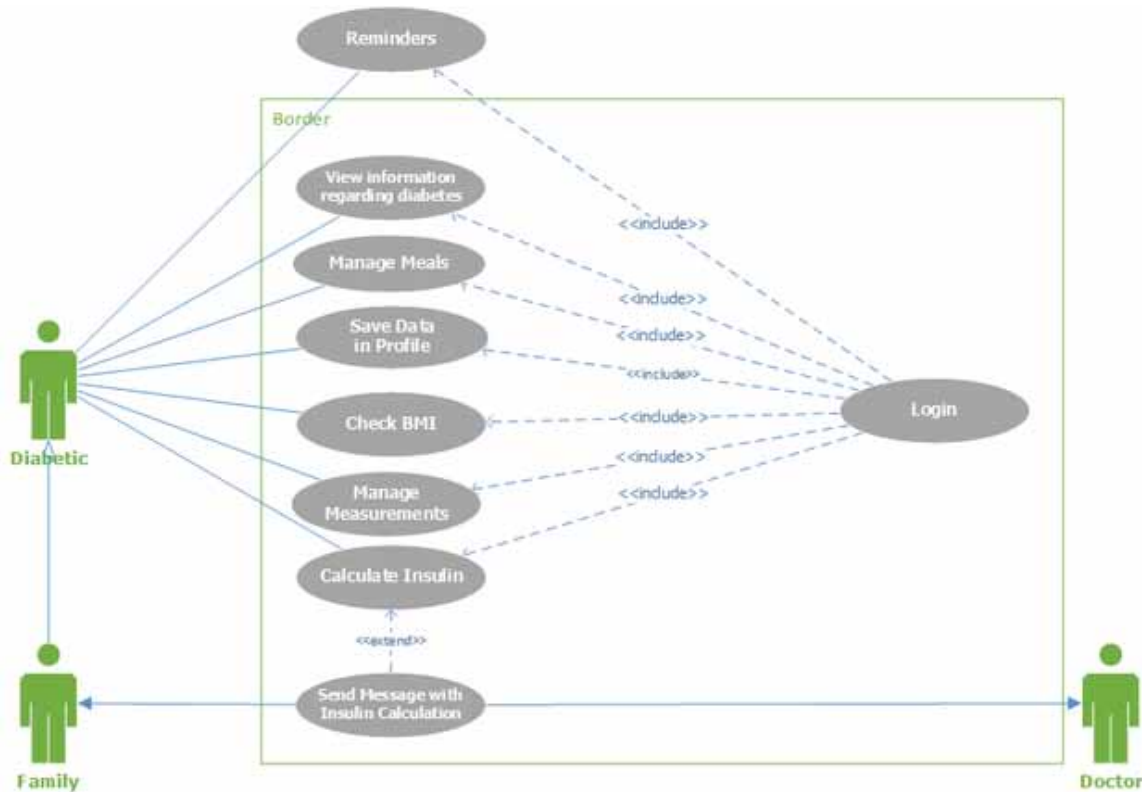 Reminders
Border
View information
regarding diabetes
<<include>>
Manage Meals
<<include>>
Save Data
in Profile
<<include>>
<<include>>
Login
Check BMI
<<include>>
Diabetic
<<include>>
Manage
Measurements
<<include>>
Calculate Insulin
<<extend>>
Send Message with
Insulin Calculation
Family
Doctor